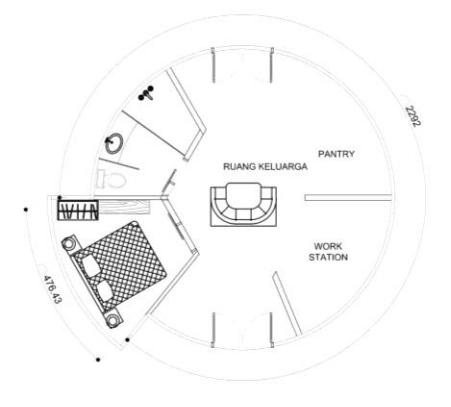 2292
PANTRY
RUANG KELUARGA
WORK
STATION
476.43